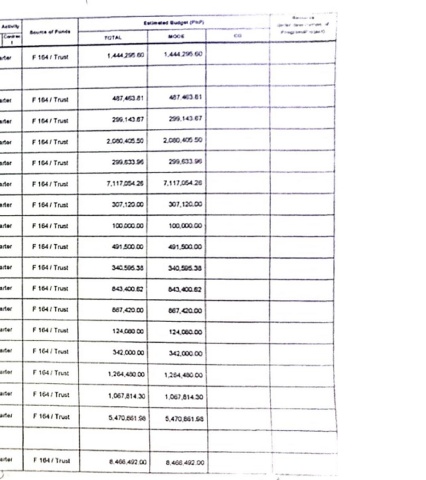 Activity
Source of Funds
Estimated Budget (PhP)
TOTAL MOOE CO
arter F 164 / Trust 1,444,295.60 1,444,295.60
arter F 164 / Trust 487,463.81 487,463.81
arter F 164 / Trust 299,143.67 299,143.67
arter F 164 / Trust 2,080,405.50 2,080,405.50
arter F 164 / Trust 299,633.96 299,633.96
arter F 164 / Trust 7,117,054.26 7,117,054.26
arter F 164 / Trust 307,120.00 307,120.00
arter F 164 / Trust 100,000.00 100,000.00
arter F 164 / Trust 491,500.00 491,500.00
arter F 164 / Trust 340,595.38 340,595.38
arter F 164 / Trust 843,400.62 843,400.62
arter F 164 / Trust 867,420.00 867,420.00
arter F 164 / Trust 124,080.00 124,080.00
arter F 164 / Trust 342,000.00 342,000.00
arter F 164 / Trust 1,264,480.00 1,264,480.00
arter F 164 / Trust 1,067,814.30 1,067,814.30
arter F 164 / Trust 5,470,861.98 5,470,861.98
arter F 164 / Trust 8,466,492.00 8,466,492.00